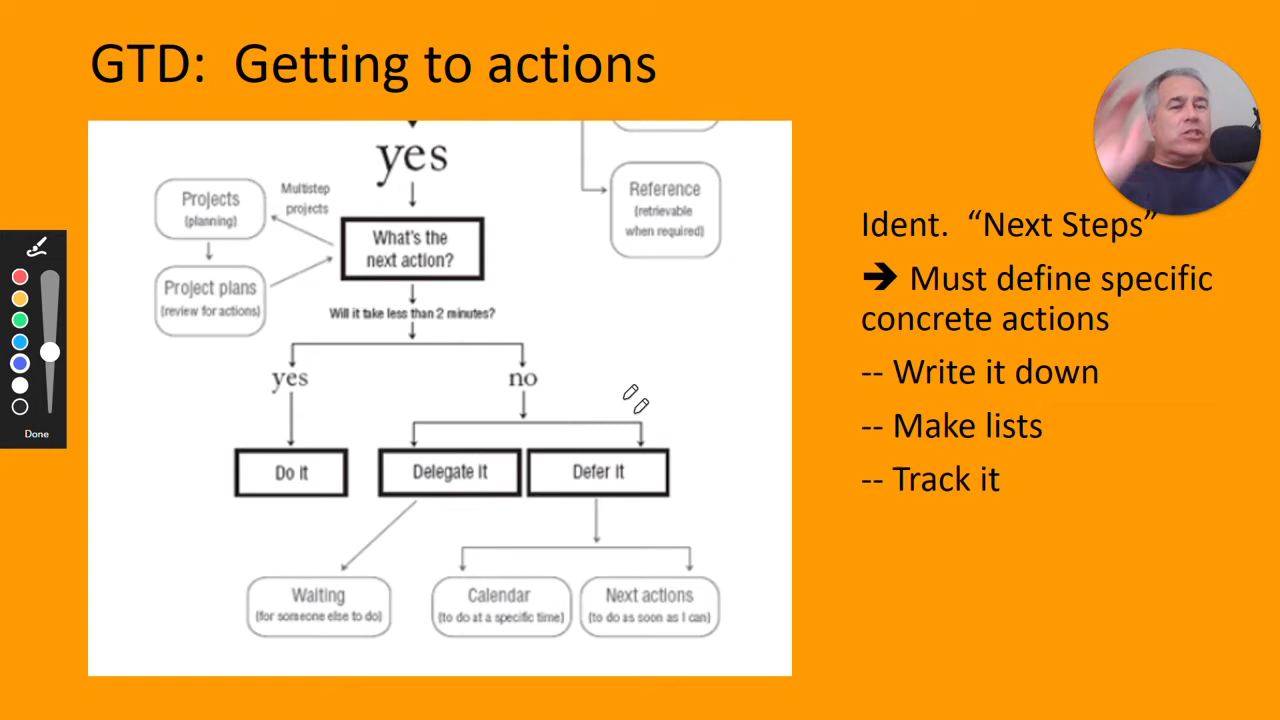 GTD: Getting to actions
yes
Projects
(planning)
Multistep
projects
What's the
next action?
Project plans
(review for actions)
Will it take less than 2 minutes?
yes
no
Do it
Delegate it
Defer it
Waiting
(for someone else to do)
Calendar
(to do at a specific time)
Next actions
(to do as soon as I can)
Reference
(retrievable
when required)
Ident. “Next Steps”
➔ Must define specific
concrete actions
-- Write it down
-- Make lists
-- Track it
Done